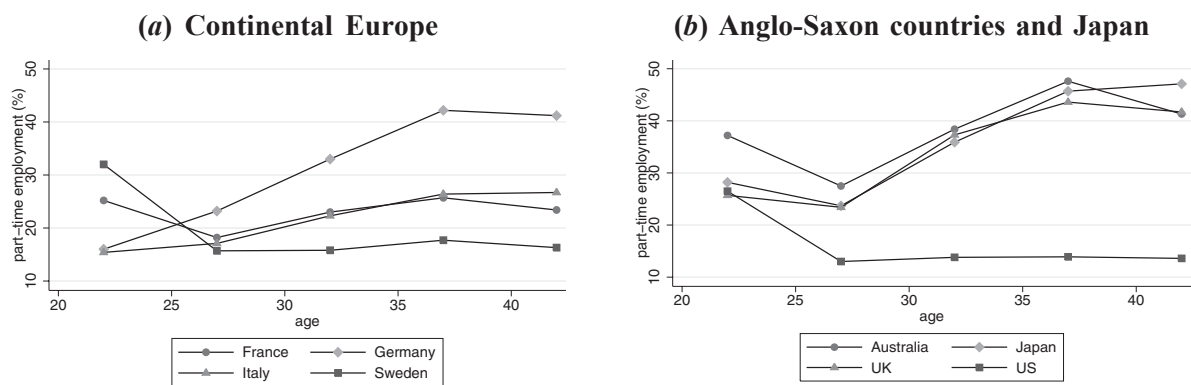 (a) Continental Europe
part-time employment (%)
50
40
30
20
10
20 25 30 35 40
age
France Germany
Italy Sweden
(b) Anglo-Saxon countries and Japan
part-time employment (%)
50
40
30
20
10
20 25 30 35 40
age
Australia Japan
UK US